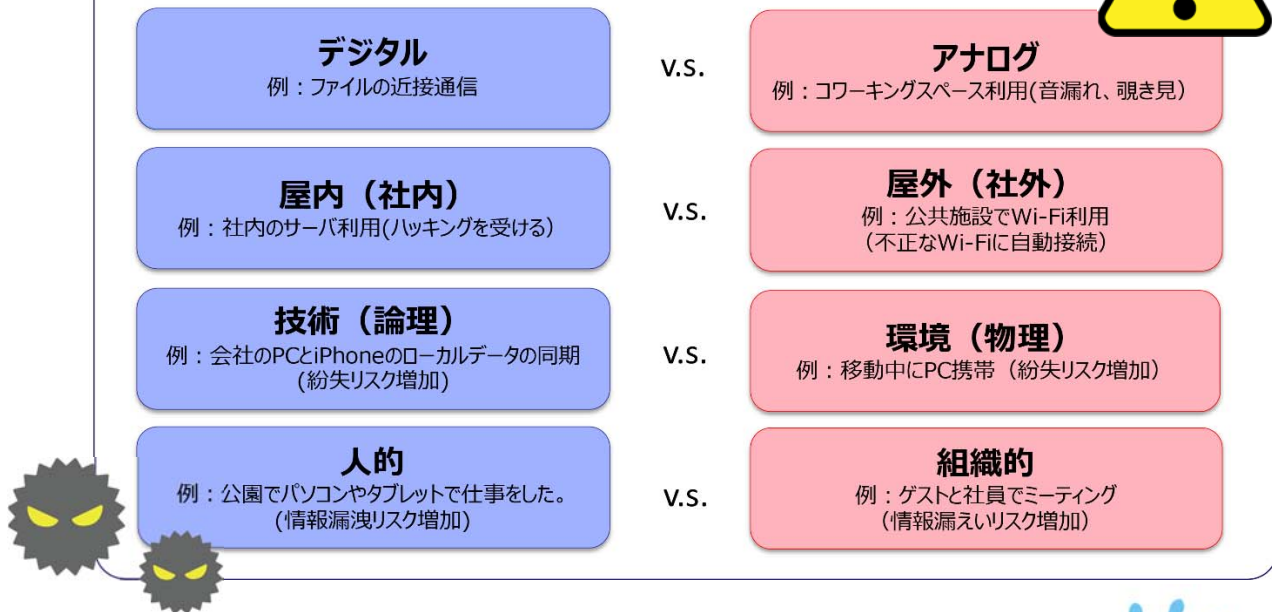 デジタル
例：ファイルの近接通信
v.s.
アナログ
例：コワーキングスペース利用(音漏れ、覗き見）
屋内（社内）
例：社内のサーバ利用(ハッキングを受ける）
v.s.
屋外（社外）
例：公共施設でWi-Fi利用
（不正なWi-Fiに自動接続）
技術（論理）
例：会社のPCとiPhoneのローカルデータの同期
(紛失リスク増加)
v.s.
環境（物理）
例：移動中にPC携帯（紛失リスク増加）
人的
例：公園でパソコンやタブレットで仕事をした。
(情報漏洩リスク増加)
v.s.
組織的
例：ゲストと社員でミーティング
（情報漏えいリスク増加）